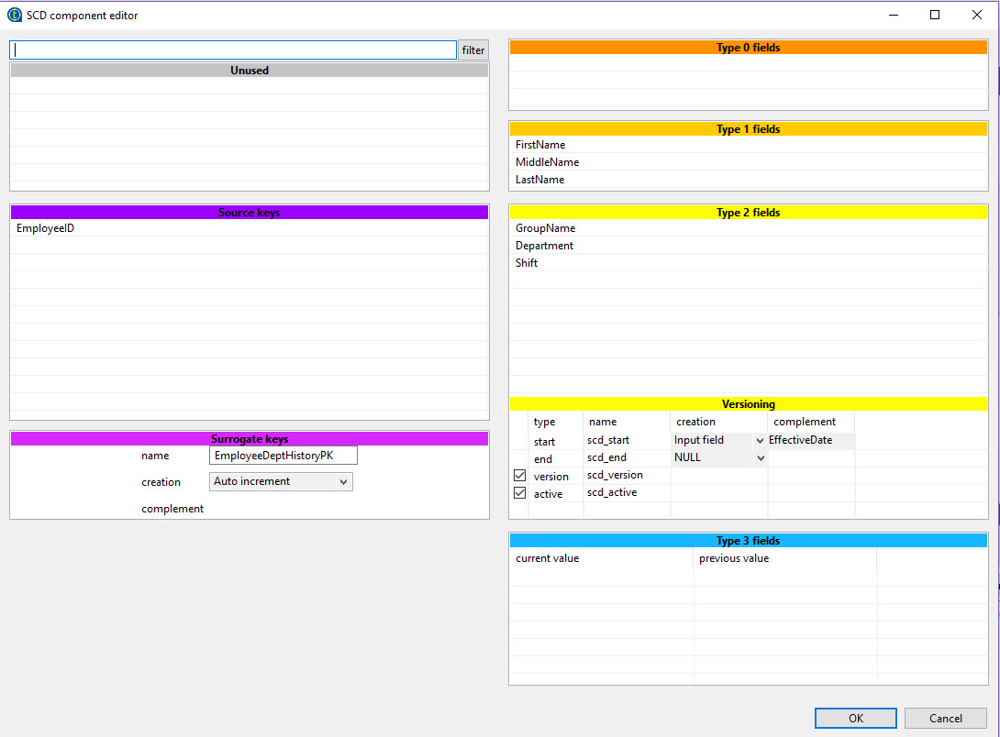 SCD component editor
filter
Unused
Source keys
EmployeeID
Surrogate keys
name EmployeeDeptHistoryPK
creation Auto increment
complement
Type 0 fields
Type 1 fields
FirstName
MiddleName
LastName
Type 2 fields
GroupName
Department
Shift
Versioning
type name creation complement
start scd_start Input field EffectiveDate
end scd_end NULL
version scd_version
active scd_active
Type 3 fields
current value previous value
OK Cancel